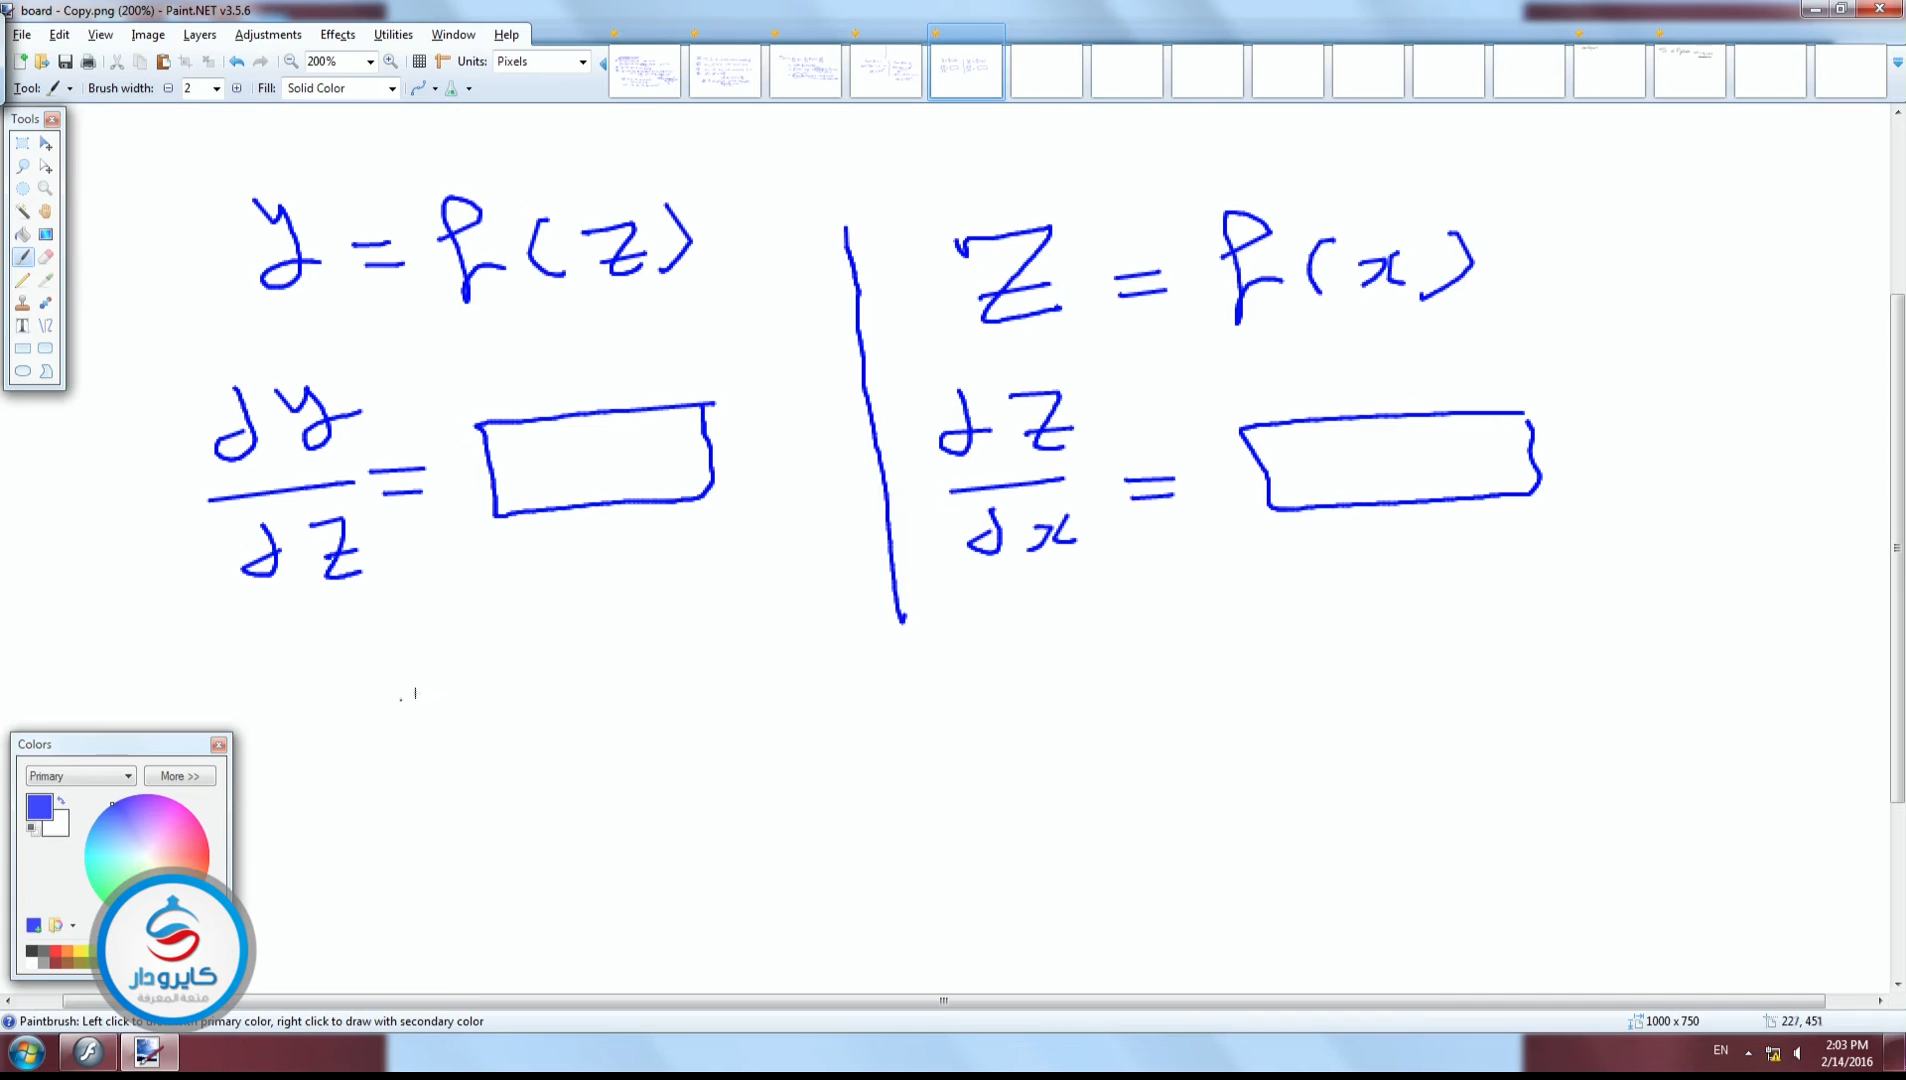 board - Copy.png (200%) - Paint.NET v3.5.6
File Edit View Image Layers Adjustments Effects Utilities Window Help
200% Units: Pixels
Tool: Brush width: 2 Fill: Solid Color
Tools
y = f(z)
z = f(x)
dy/dz =
dz/dx =
Colors
Primary More >>
كايرودار
متعة المعرفة
Paintbrush: Left click to draw with primary color, right click to draw with secondary color
1000 x 750
227, 451
EN
2:03 PM
2/14/2016